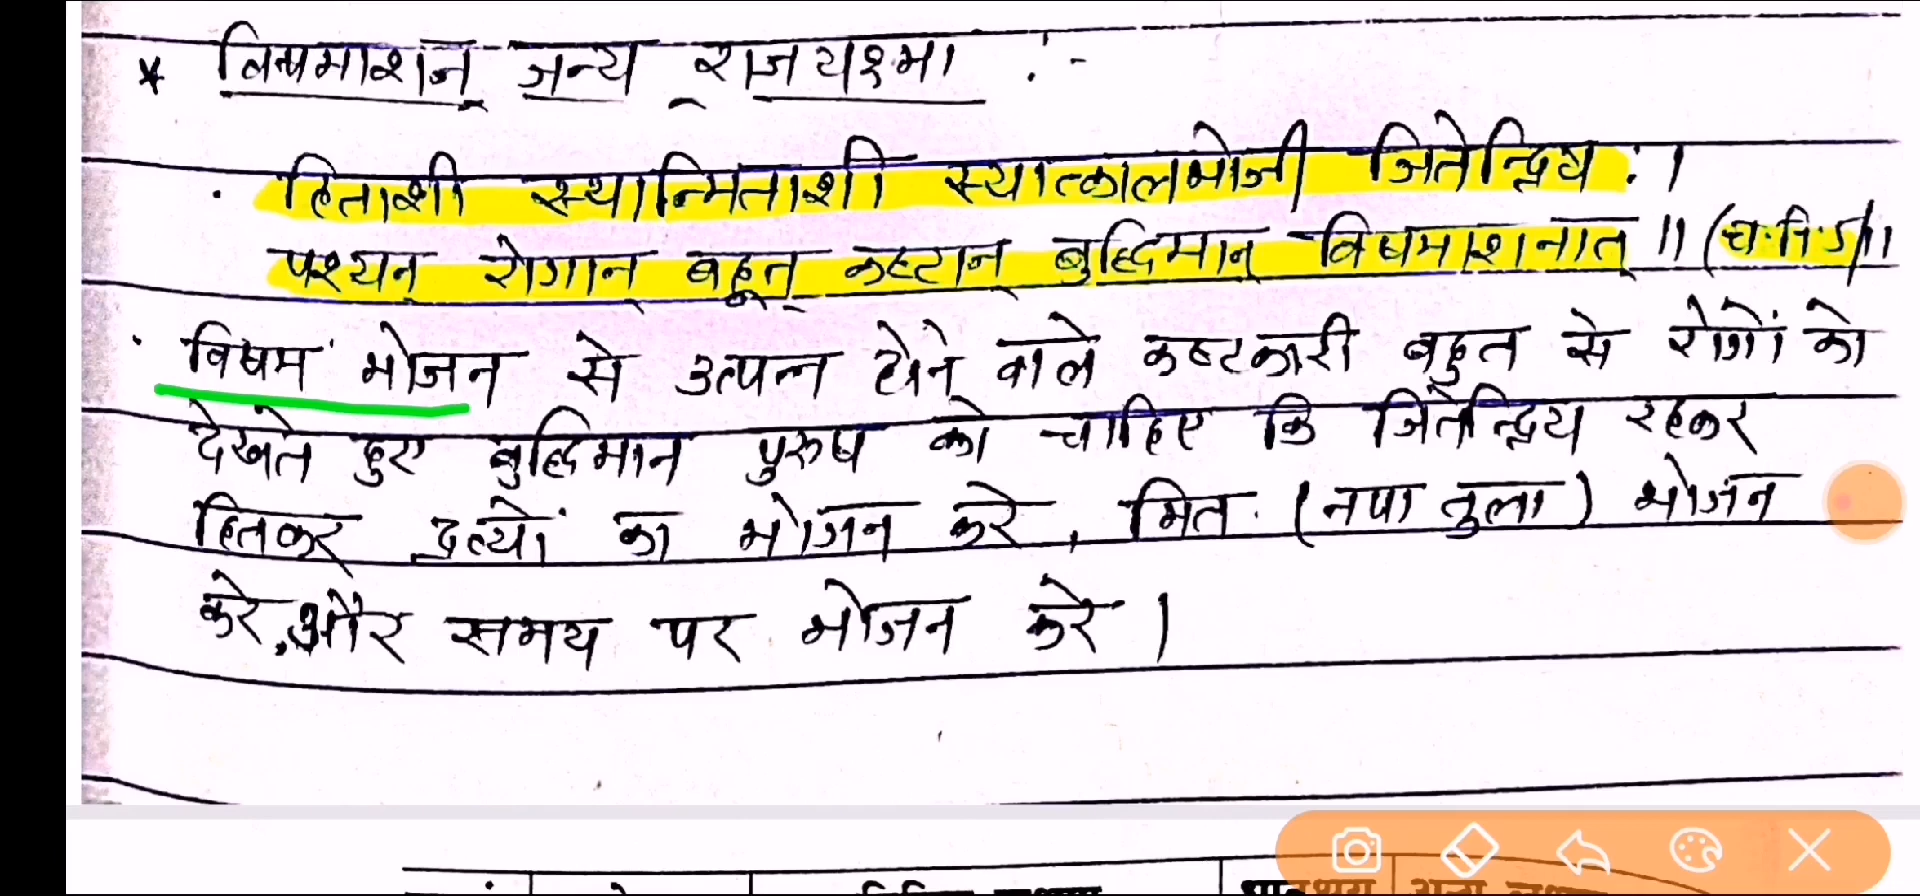 * विषमाशन् जन्य राजयक्ष्मा :-
· हिताशी स्यान्मिताशी स्यात्कालभोजी जितेन्द्रिय: ।
पश्यन् रोगान् बहून् कष्टान् बुद्धिमान् विषमाशनात् ॥ (च.नि.
· विषम भोजन से उत्पन्न होने वाले कष्टकारी बहुत से रोगों को
देखते हुए बुद्धिमान पुरुष को चाहिए कि जितेन्द्रिय रहकर
हितकर द्रव्यों का भोजन करे, मित (नपा तुला) भोजन
करे, और समय पर भोजन करे ।